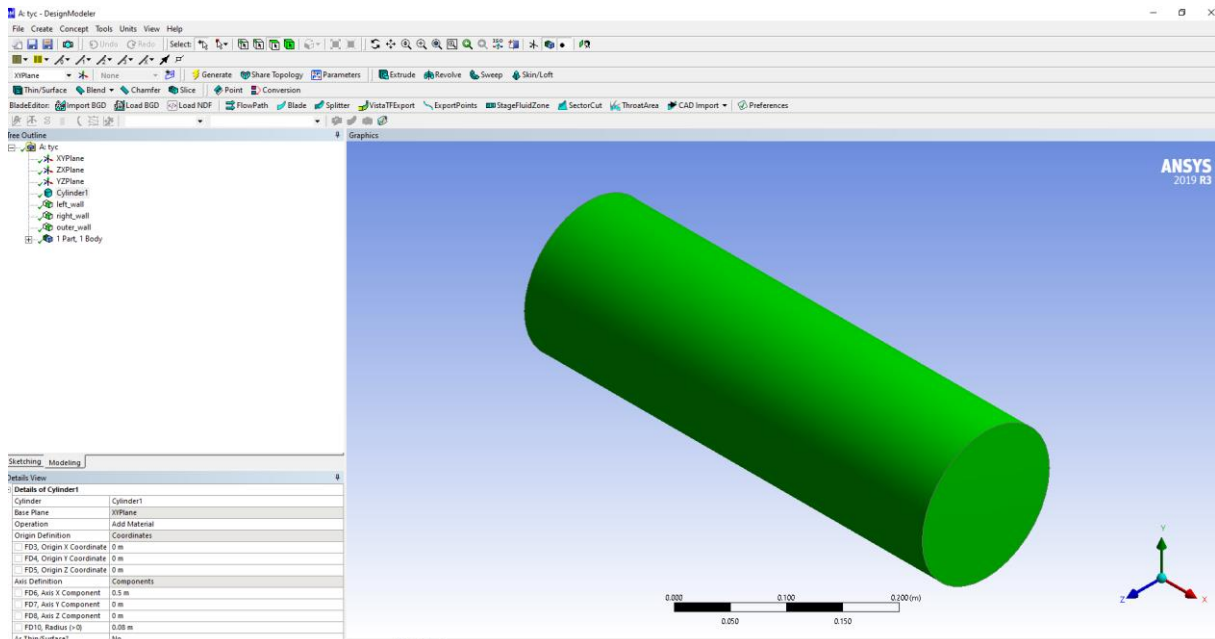 A: tyc - DesignModeler
File Create Concept Tools Units View Help
Undo Redo Select:
XYPlane None Generate Share Topology Parameters Extrude Revolve Sweep Skin/Loft
Thin/Surface Blend Chamfer Slice Point Conversion
BladeEditor: Import BGD Load BGD Load NDF FlowPath Blade Splitter VistaTFExport ExportPoints StageFluidZone SectorCut ThroatArea CAD Import Preferences
Tree Outline
Graphics
A: tyc
XYPlane
ZXPlane
YZPlane
Cylinder1
left_wall
right_wall
outer_wall
1 Part, 1 Body
ANSYS
2019 R3
Sketching Modeling
Details View
Details of Cylinder1
Cylinder Cylinder1
Base Plane XYPlane
Operation Add Material
Origin Definition Coordinates
FD3, Origin X Coordinate 0 m
FD4, Origin Y Coordinate 0 m
FD5, Origin Z Coordinate 0 m
Axis Definition Components
FD6, Axis X Component 0.5 m
FD7, Axis Y Component 0 m
FD8, Axis Z Component 0 m
FD10, Radius (>0) 0.08 m
As Thin/Surface? No
0.000 0.100 0.200 (m)
0.050 0.150
Y
Z X